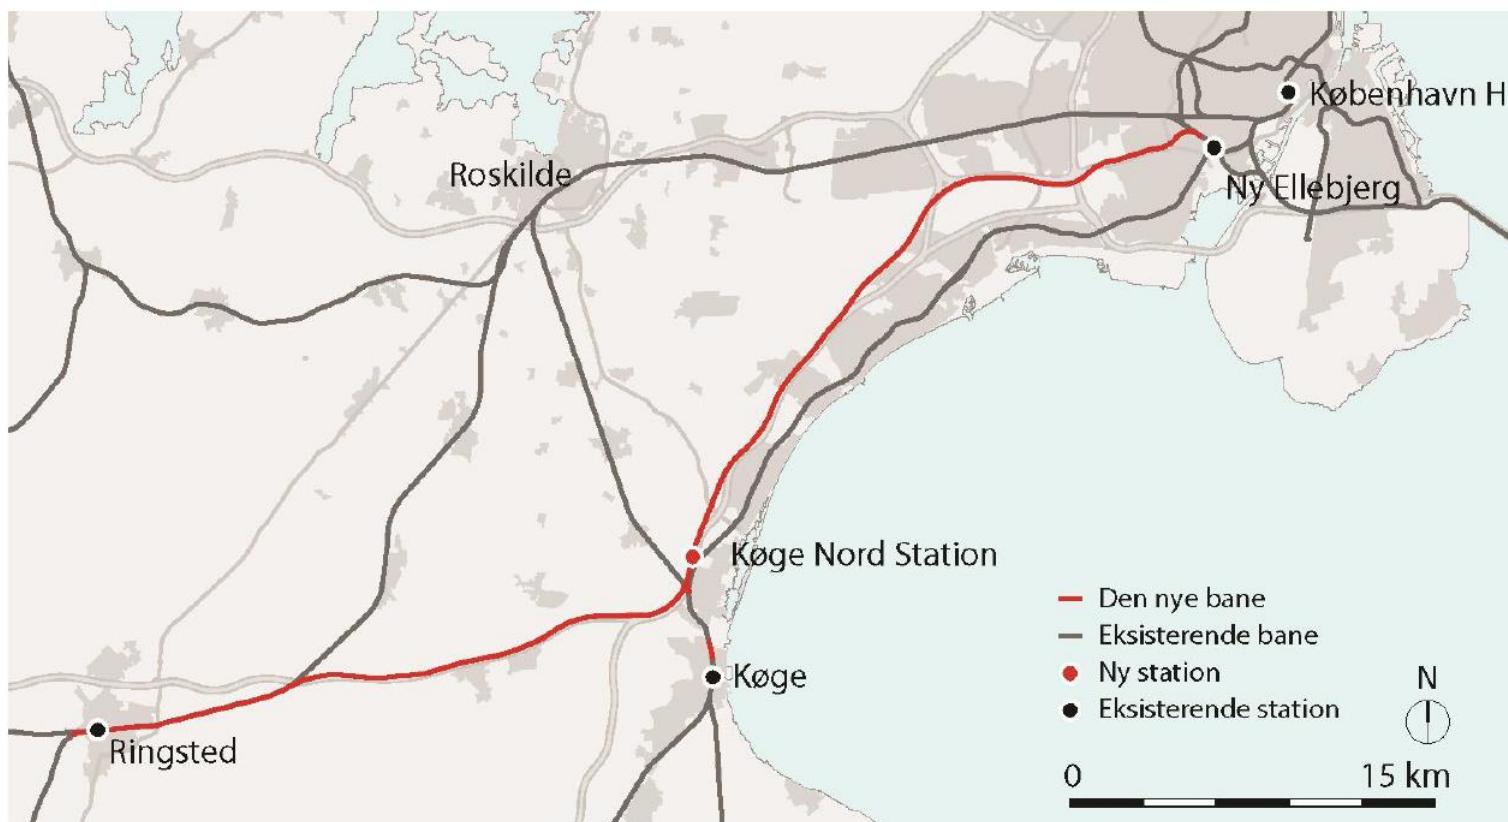 København H
Roskilde
Ny Ellebjerg
Køge Nord Station
Køge
Ringsted
Den nye bane
Eksisterende bane
Ny station
Eksisterende station
N
0 15 km